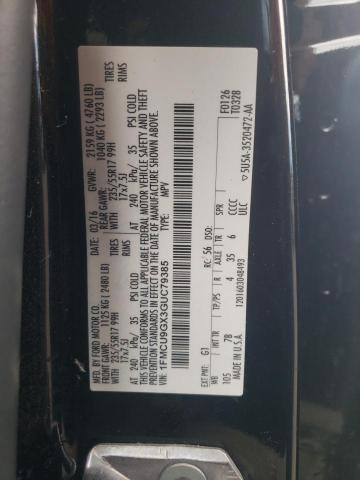 MFD. BY FORD MOTOR CO.
DATE: 03/16 GVWR: 2159 KG ( 4760 LB)
FRONT GAWR: 1125 KG ( 2480 LB) REAR GAWR: 1040 KG ( 2293 LB)
WITH 235/55R17 99H TIRES WITH 235/55R17 99H TIRES
17x7.5J RIMS 17x7.5J RIMS
AT 240 kPa/ 35 PSI COLD AT 240 kPa/ 35 PSI COLD
THIS VEHICLE CONFORMS TO ALL APPLICABLE FEDERAL MOTOR VEHICLE SAFETY AND THEFT
PREVENTION STANDARDS IN EFFECT ON THE DATE OF MANUFACTURE SHOWN ABOVE.
VIN: 1FMCU9GX3GUC79385 TYPE: MPV
EXT PNT: G1 RC: 56 DSO: F0126
T0328
WB INT TR TP/PS R AXLE TR SPR
105 7B 4 35 6 CCCC
MADE IN U.S.A. ULC
1201603048493 5U5A-3520472-AA